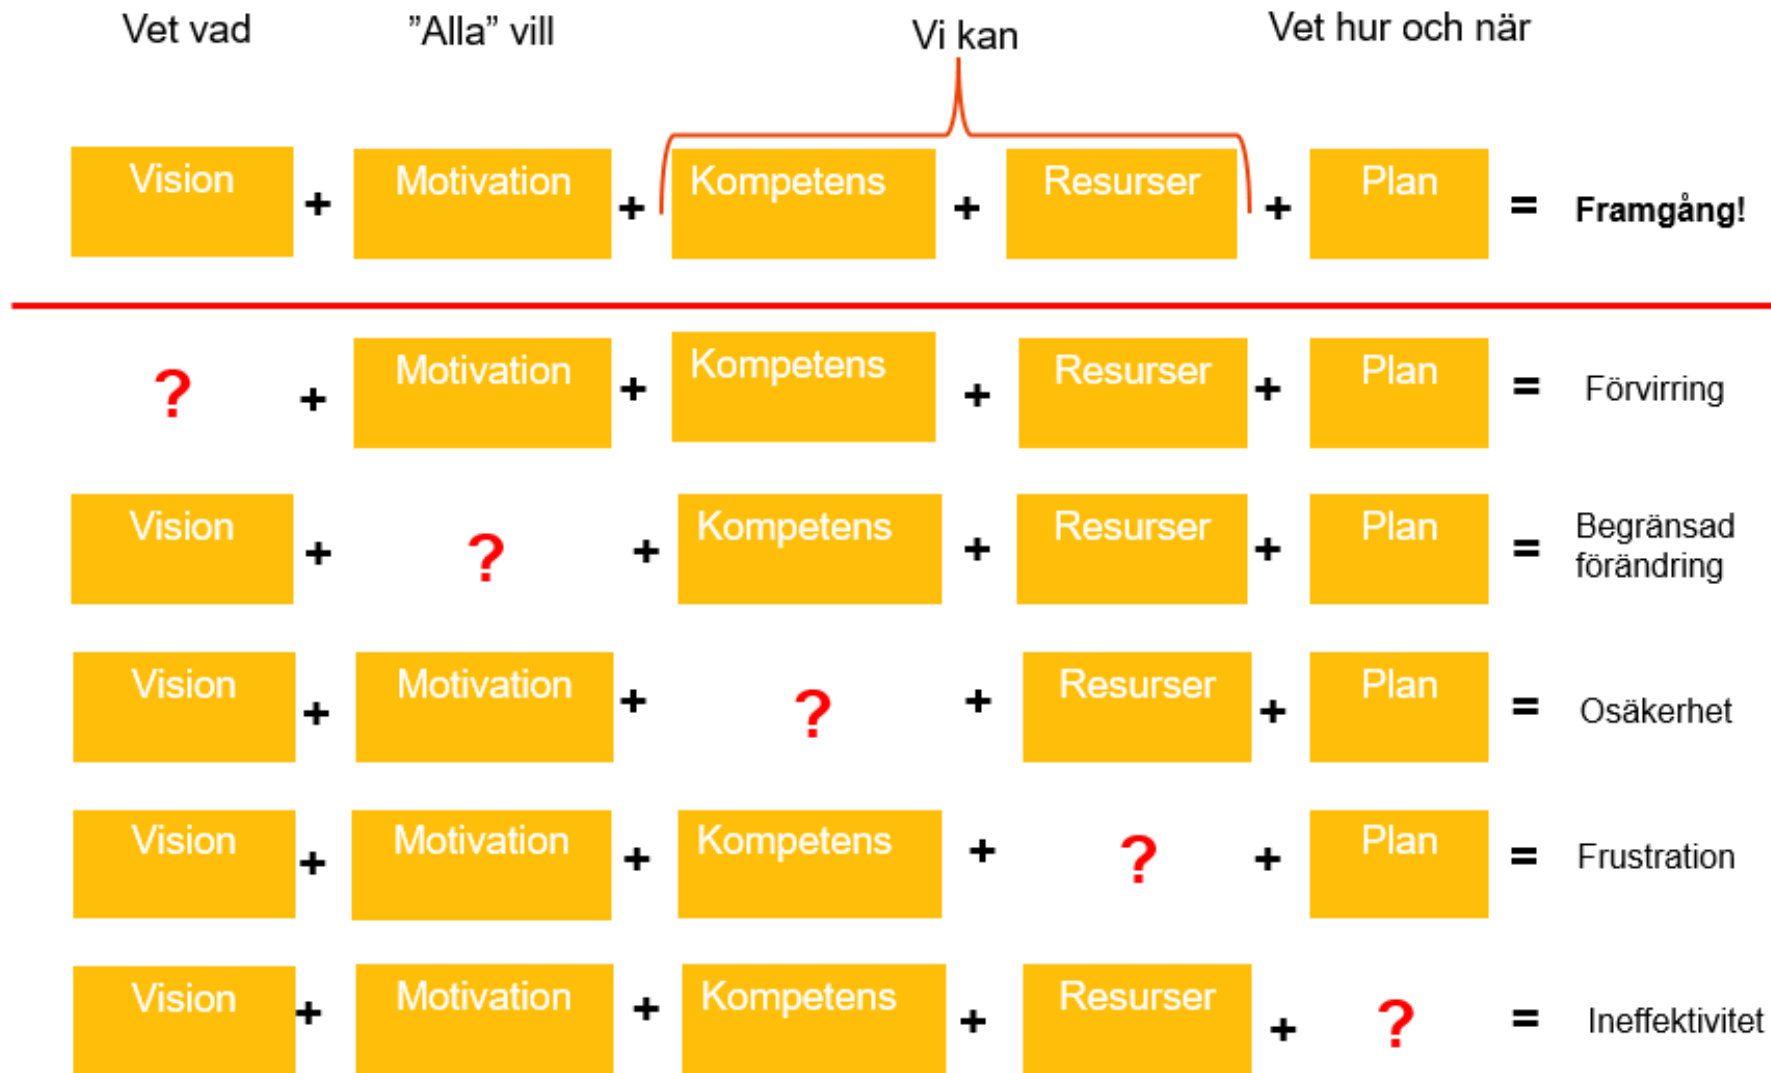 Vet vad ”Alla” vill Vi kan Vet hur och när
Vision + Motivation + Kompetens + Resurser + Plan = Framgång!
? + Motivation + Kompetens + Resurser + Plan = Förvirring
Vision + ? + Kompetens + Resurser + Plan = Begränsad
förändring
Vision + Motivation + ? + Resurser + Plan = Osäkerhet
Vision + Motivation + Kompetens + ? + Plan = Frustration
Vision + Motivation + Kompetens + Resurser + ? = Ineffektivitet